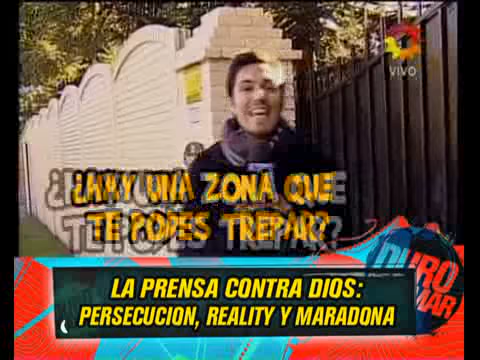 VIVO
¿HAY UNA ZONA QUE
TE PODES TREPAR?
DURO
LA PRENSA CONTRA DIOS:
PERSECUCION, REALITY Y MARADONA